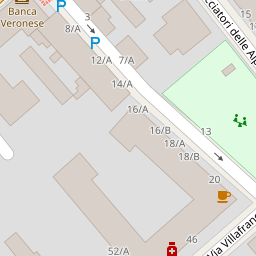 P
3
Banca
Veronese
8/A
P
12/A
7/A
14/A
16/A
16/B
18/A
18/B
13
15
20
46
52/A
cciatori delle Alp
Via Villafran